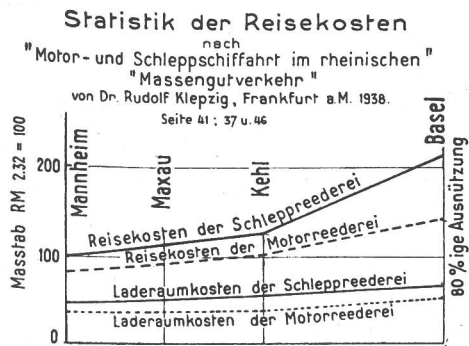 Statistik der Reisekosten
nach
"Motor- und Schleppschiffahrt im rheinischen"
"Massengutverkehr"
von Dr. Rudolf Klepzig, Frankfurt a.M. 1938.
Seite 41 ; 37 u. 46
Masstab RM 2.32 = 100
200
100
0
Mannheim
Maxau
Kehl
Basel
80 % ige Ausnützung
Reisekosten der Schleppreederei
Reisekosten der Motorreederei
Laderaumkosten der Schleppreederei
Laderaumkosten der Motorreederei